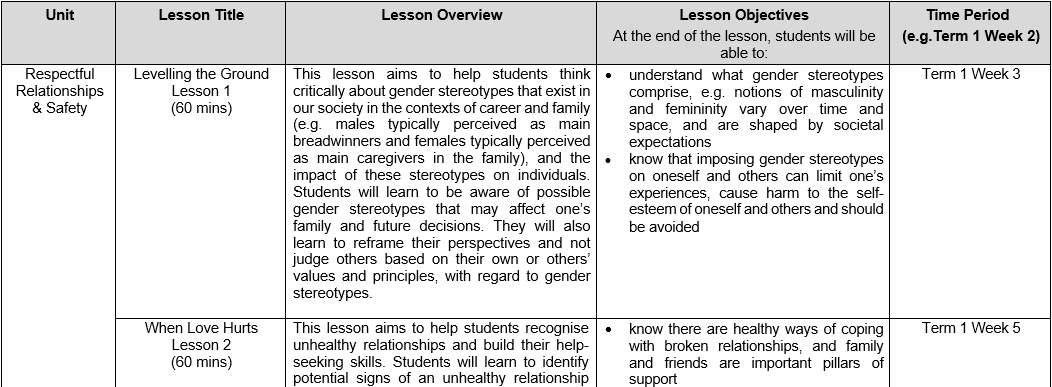 Unit
Lesson Title
Lesson Overview
Lesson Objectives
At the end of the lesson, students will be
able to:
Time Period
(e.g.Term 1 Week 2)
Respectful
Relationships
& Safety
Levelling the Ground
Lesson 1
(60 mins)
This lesson aims to help students think
critically about gender stereotypes that exist in
our society in the contexts of career and family
(e.g. males typically perceived as main
breadwinners and females typically perceived
as main caregivers in the family), and the
impact of these stereotypes on individuals.
Students will learn to be aware of possible
gender stereotypes that may affect one's
family and future decisions. They will also
learn to reframe their perspectives and not
judge others based on their own or others'
values and principles, with regard to gender
stereotypes.
• understand what gender stereotypes
comprise, e.g. notions of masculinity
and femininity vary over time and
space, and are shaped by societal
expectations
• know that imposing gender stereotypes
on oneself and others can limit one's
experiences, cause harm to the self-
esteem of oneself and others and should
be avoided
Term 1 Week 3
When Love Hurts
Lesson 2
(60 mins)
This lesson aims to help students recognise
unhealthy relationships and build their help-
seeking skills. Students will learn to identify
potential signs of an unhealthy relationship
• know there are healthy ways of coping
with broken relationships, and family
and friends are important pillars of
support
Term 1 Week 5